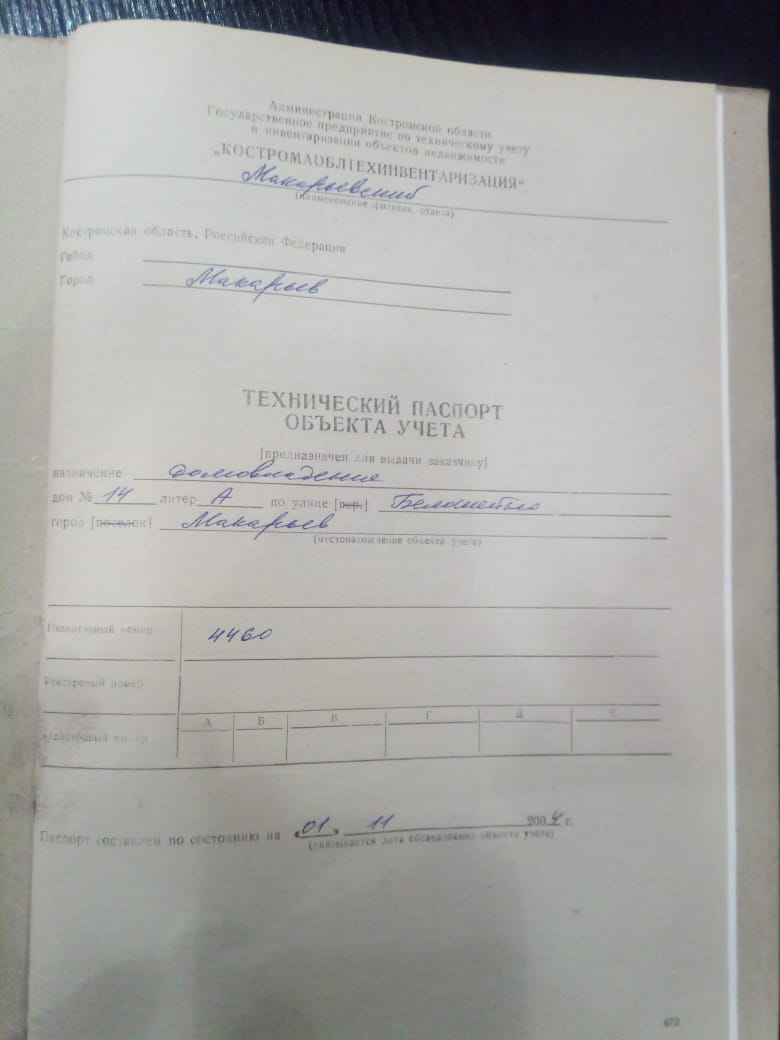 Администрация Костромской области
Государственное предприятие по техническому учету
и инвентаризации объектов недвижимости
„КОСТРОМАОБЛТЕХИНВЕНТАРИЗАЦИЯ“
Макарьевский
(наименование филиала, отдела)
Костромская область, Российская Федерация
Район
Город Макарьев
ТЕХНИЧЕСКИЙ ПАСПОРТ
ОБЪЕКТА УЧЕТА
[предназначен для выдачи заказчику]
назначение домовладение
дом № 14 литер А по улице [пер.]
город [поселок] Макарьев
(местонахождение объекта учета)
Инвентарный номер 4460
Реестровый номер
А Б В Г Д Е
Кадастровый номер
Паспорт составлен по состоянию на «01» 11 2004 г.
(указывается дата обследования объекта учета)